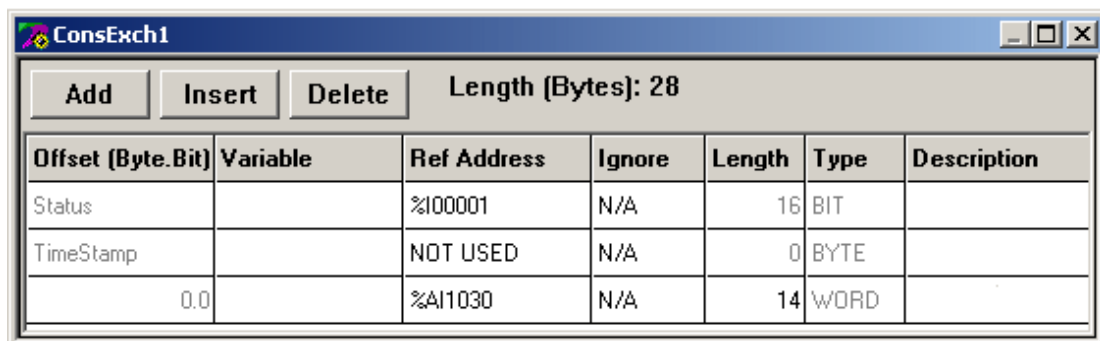 ConsExch1
Add Insert Delete Length (Bytes): 28
Offset (Byte.Bit) Variable Ref Address Ignore Length Type Description
Status %I00001 N/A 16 BIT
TimeStamp NOT USED N/A 0 BYTE
0.0 %AI1030 N/A 14 WORD